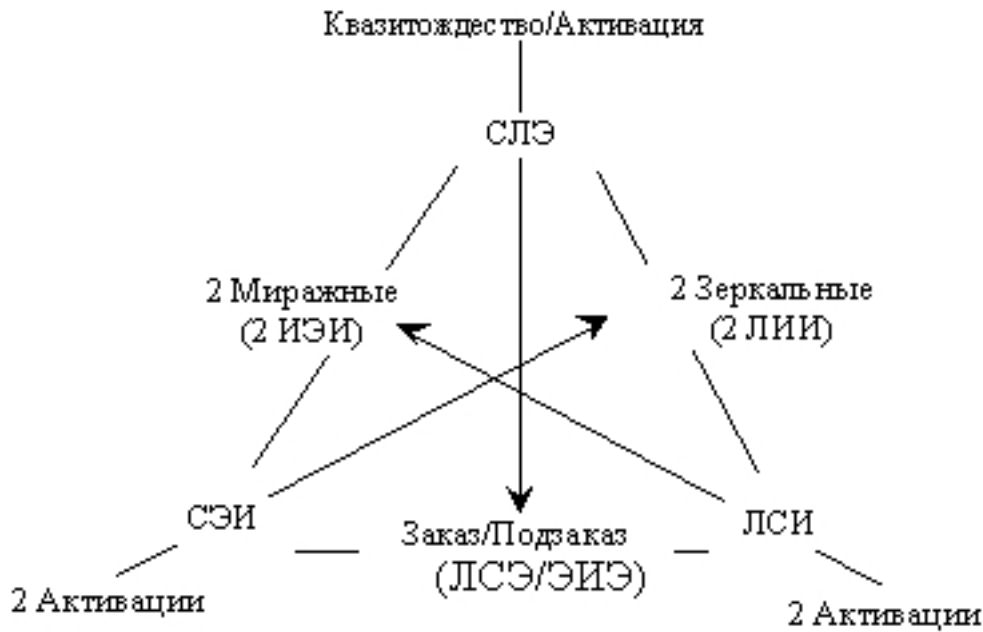 Квазитождество/Активация
СЛЭ
2 Миражные
(2 ИЭИ)
2 Зеркальные
(2 ЛИИ)
СЭИ
Заказ/Подзаказ
(ЛСЭ/ЭИЭ)
ЛСИ
2 Активации
2 Активации